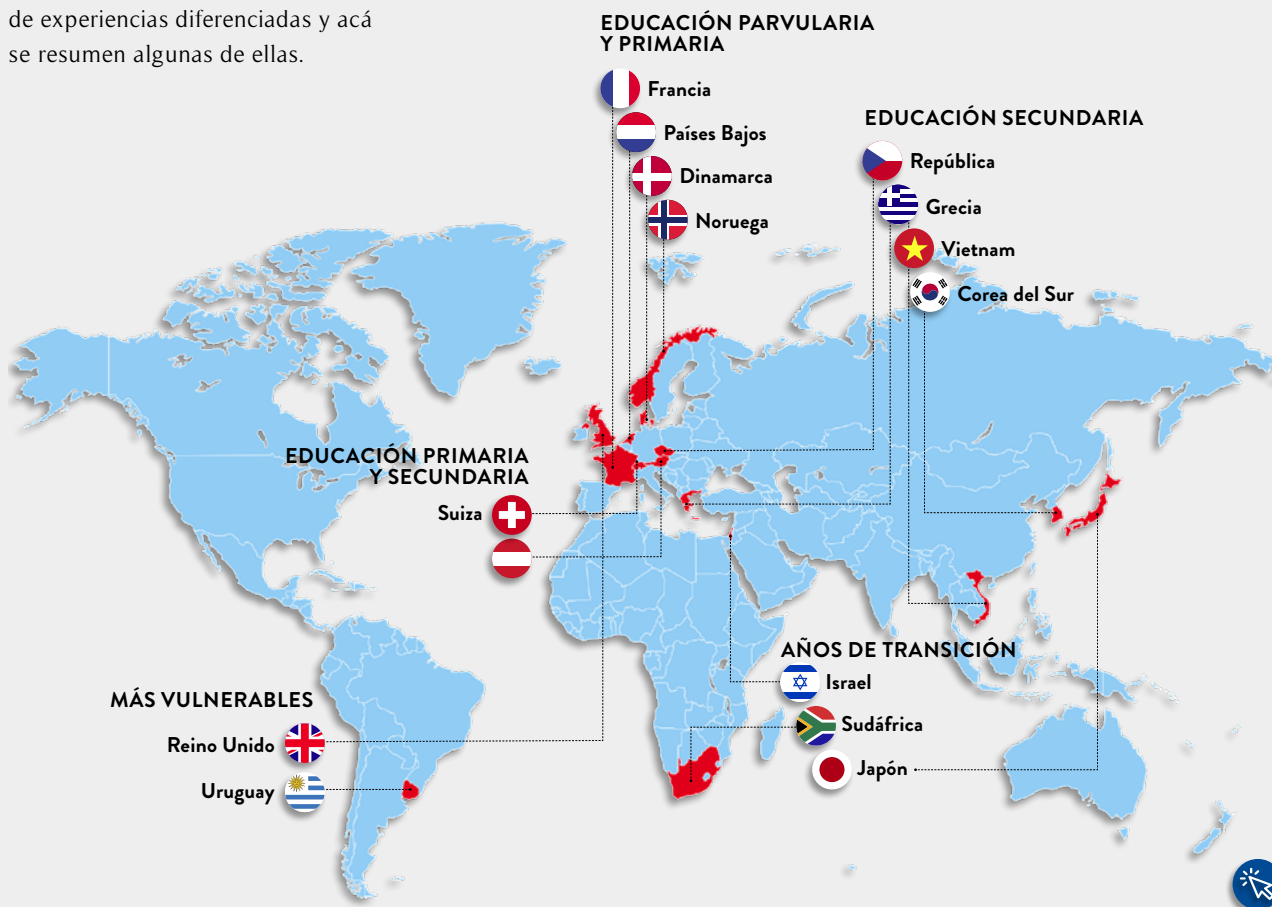 de experiencias diferenciadas y acá
se resumen algunas de ellas.
EDUCACIÓN PARVULARIA
Y PRIMARIA
Francia
Países Bajos
Dinamarca
Noruega
EDUCACIÓN SECUNDARIA
República
Grecia
Vietnam
Corea del Sur
EDUCACIÓN PRIMARIA
Y SECUNDARIA
Suiza
AÑOS DE TRANSICIÓN
Israel
Sudáfrica
Japón
MÁS VULNERABLES
Reino Unido
Uruguay